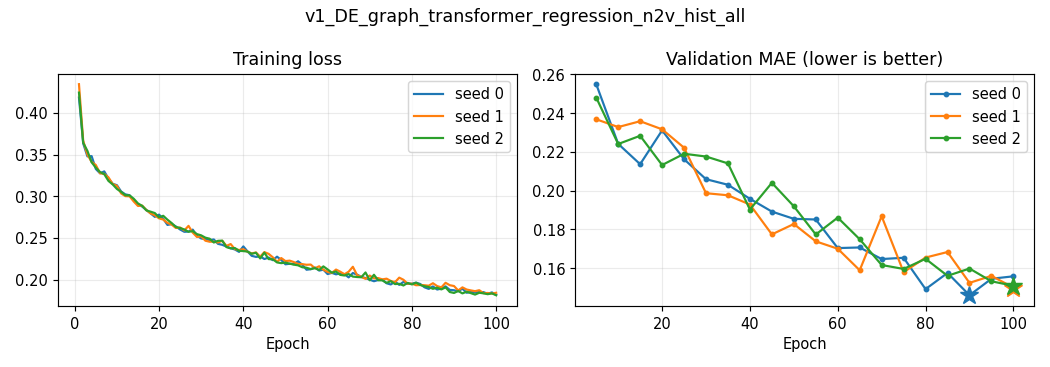 v1_DE_graph_transformer_regression_n2v_hist_all
Training loss
0.40
0.35
0.30
0.25
0.20
seed 0
seed 1
seed 2
0
20
40
60
80
100
Epoch
Validation MAE (lower is better)
0.26
0.24
0.22
0.20
0.18
0.16
seed 0
seed 1
seed 2
20
40
60
80
100
Epoch